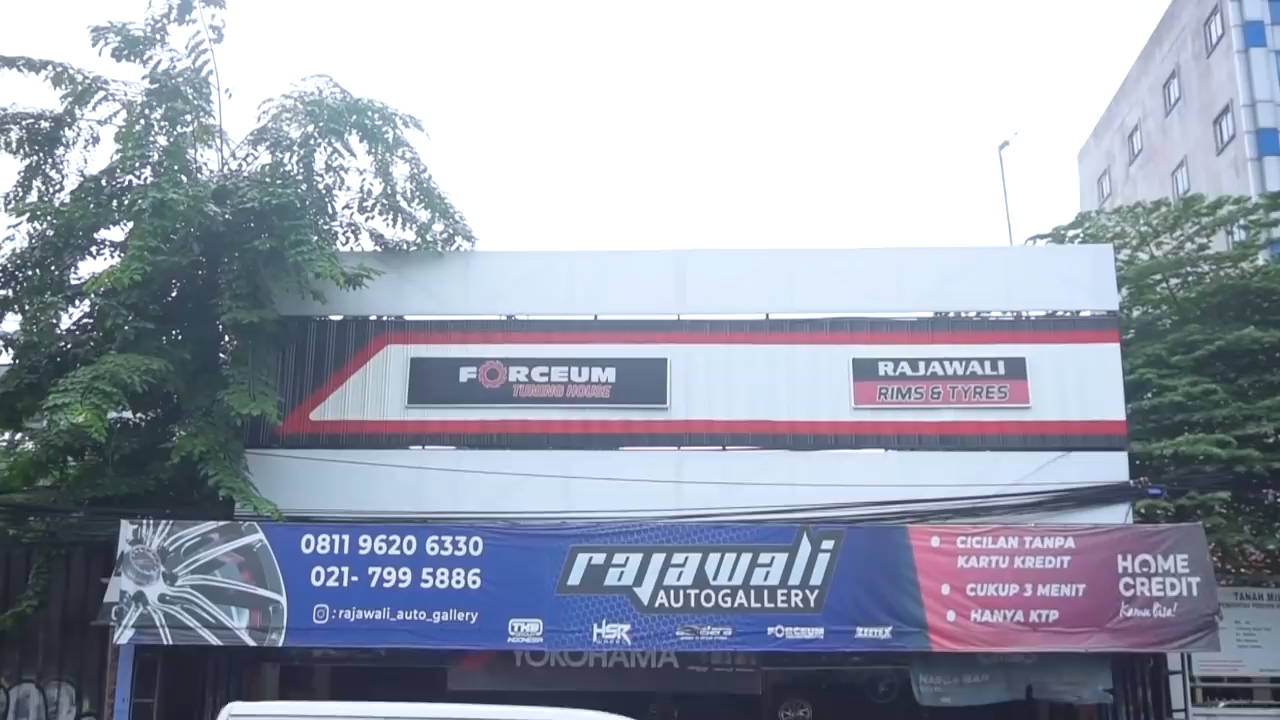 FORCEUM
TUNING HOUSE
RAJAWALI
RIMS & TYRES
0811 9620 6330
021- 799 5886
: rajawali_auto_gallery
rajawali
AUTOGALLERY
HSR
FORCEUM
ZEETEX
CICILAN TANPA
KARTU KREDIT
CUKUP 3 MENIT
HANYA KTP
HOME
CREDIT
Kamu bisa!
YOKOHAMA
TANAH